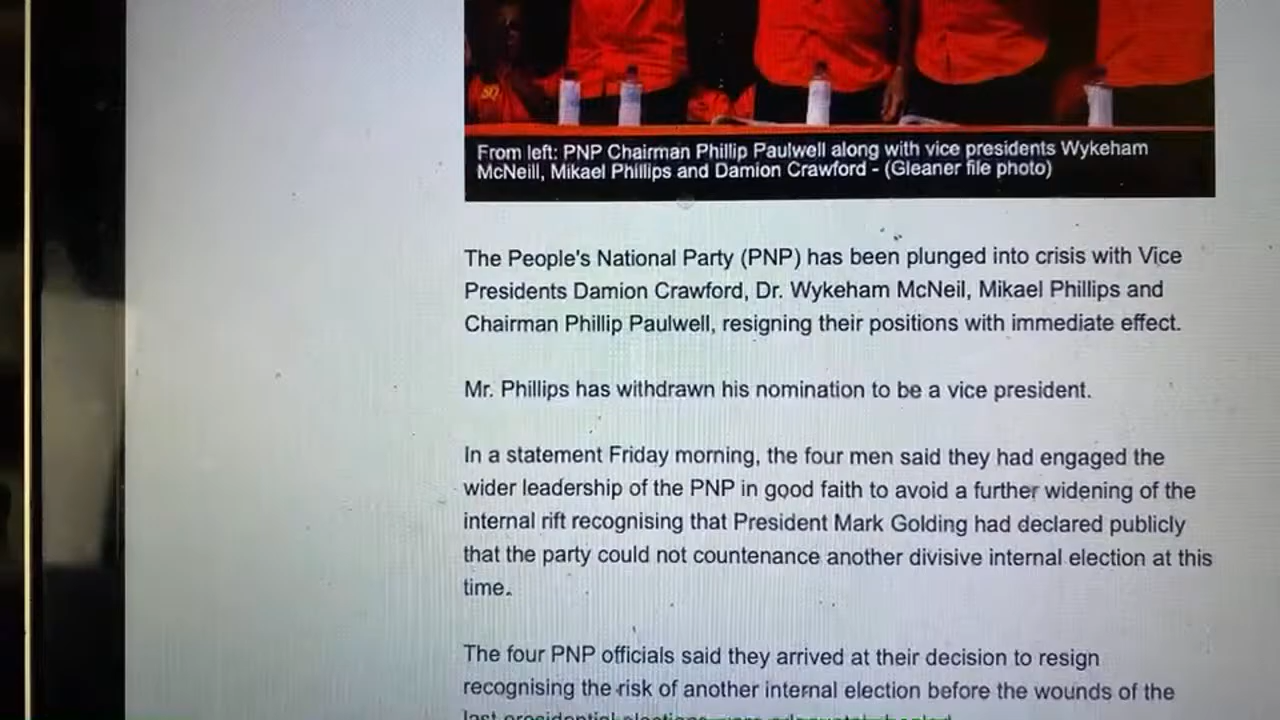 From left: PNP Chairman Phillip Paulwell along with vice presidents Wykeham
McNeill, Mikael Phillips and Damion Crawford - (Gleaner file photo)
The People's National Party (PNP) has been plunged into crisis with Vice
Presidents Damion Crawford, Dr. Wykeham McNeil, Mikael Phillips and
Chairman Phillip Paulwell, resigning their positions with immediate effect.
Mr. Phillips has withdrawn his nomination to be a vice president.
In a statement Friday morning, the four men said they had engaged the
wider leadership of the PNP in good faith to avoid a further widening of the
internal rift recognising that President Mark Golding had declared publicly
that the party could not countenance another divisive internal election at this
time.
The four PNP officials said they arrived at their decision to resign
recognising the risk of another internal election before the wounds of the
last presidential elections were